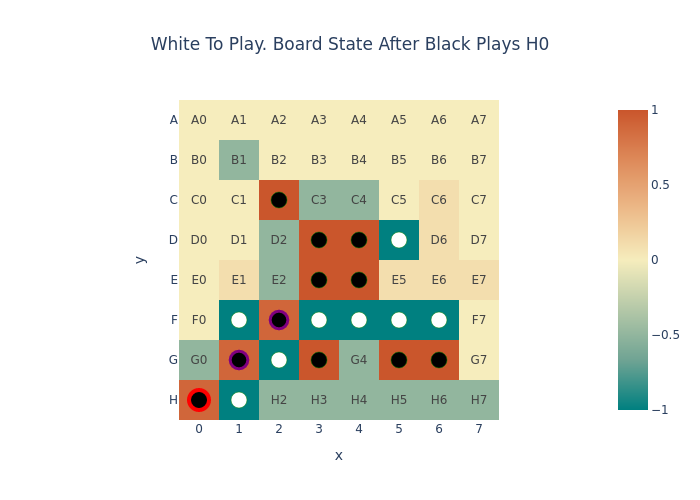 White To Play. Board State After Black Plays H0
A A0 A1 A2 A3 A4 A5 A6 A7
B B0 B1 B2 B3 B4 B5 B6 B7
C C0 C1 C3 C4 C5 C6 C7
D D0 D1 D2 D6 D7
E E0 E1 E2 E5 E6 E7
F F0 F7
G G0 G4 G7
H H2 H3 H4 H5 H6 H7
0 1 2 3 4 5 6 7
x
y
1
0.5
0
−0.5
−1